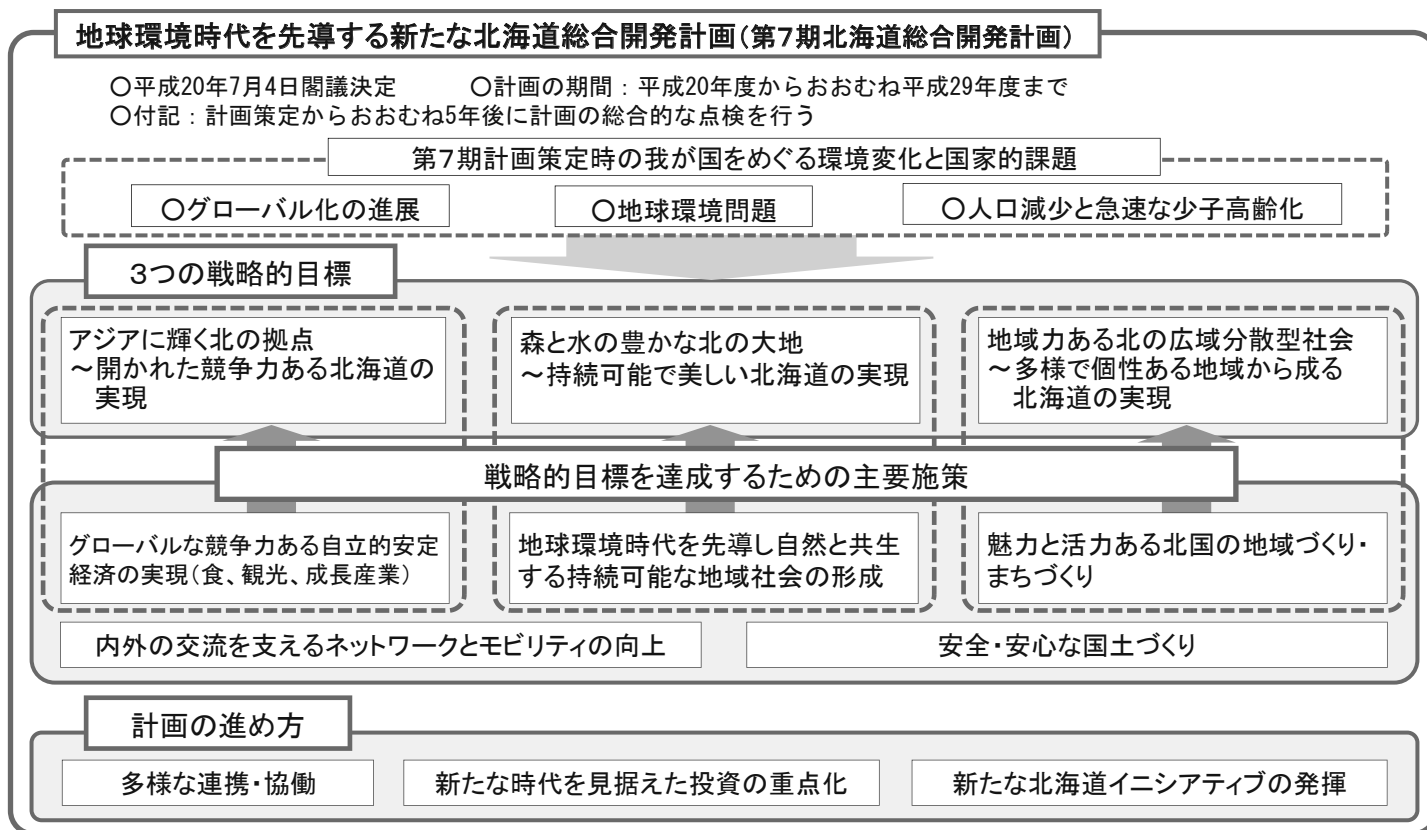 地球環境時代を先導する新たな北海道総合開発計画（第7期北海道総合開発計画）
○平成20年7月4日閣議決定　○計画の期間：平成20年度からおおむね平成29年度まで
○付記：計画策定からおおむね5年後に計画の総合的な点検を行う
第7期計画策定時の我が国をめぐる環境変化と国家的課題
○グローバル化の進展
○地球環境問題
○人口減少と急速な少子高齢化
3つの戦略的目標
アジアに輝く北の拠点
～開かれた競争力ある北海道の
実現
森と水の豊かな北の大地
～持続可能で美しい北海道の実現
地域力ある北の広域分散型社会
～多様で個性ある地域から成る
北海道の実現
戦略的目標を達成するための主要施策
グローバルな競争力ある自立的安定
経済の実現（食、観光、成長産業）
地球環境時代を先導し自然と共生
する持続可能な地域社会の形成
魅力と活力ある北国の地域づくり・
まちづくり
内外の交流を支えるネットワークとモビリティの向上
安全・安心な国土づくり
計画の進め方
多様な連携・協働
新たな時代を見据えた投資の重点化
新たな北海道イニシアティブの発揮